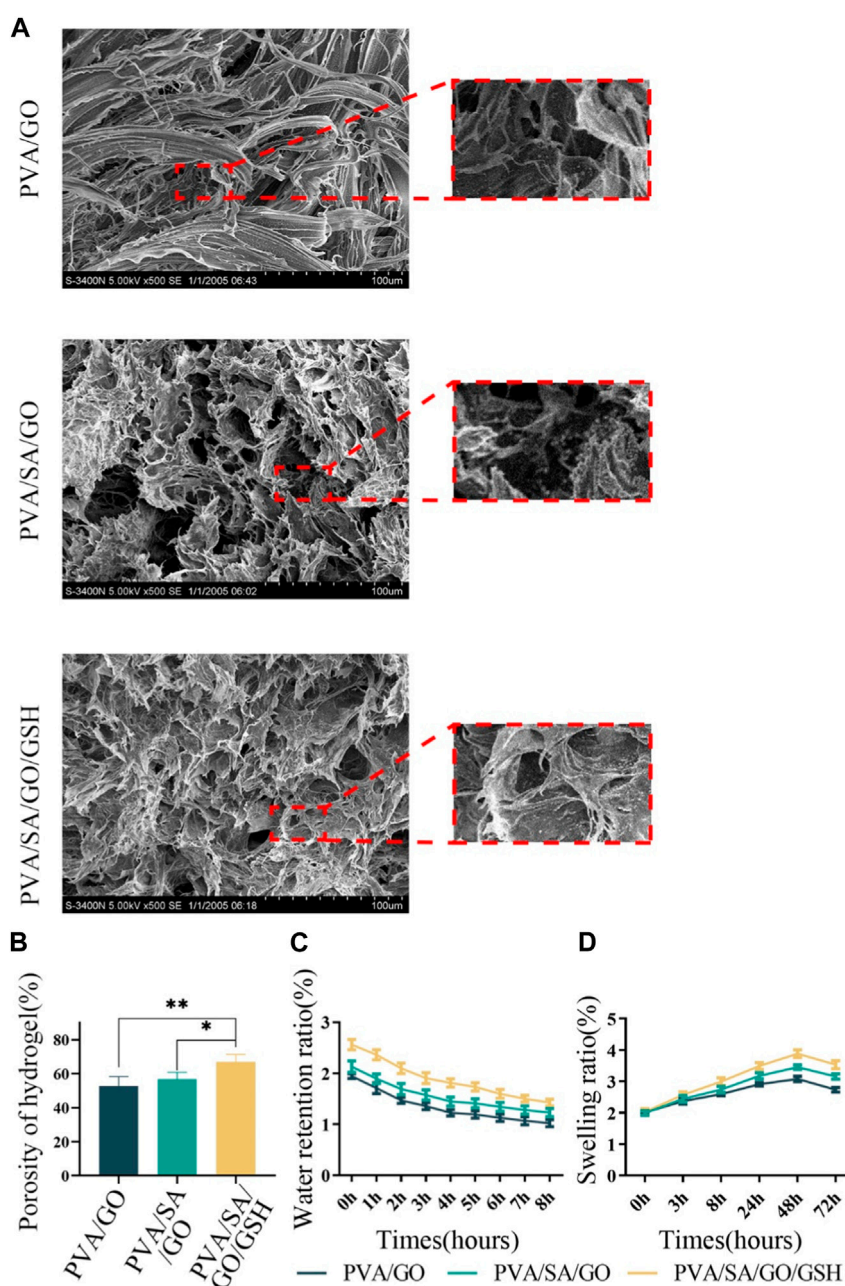 A
PVA/GO
S-3400N 5.00kV x500 SE 1/1/2005 06:43
100um
PVA/SA/GO
S-3400N 5.00kV x500 SE 1/1/2005 06:02
100um
PVA/SA/GO/GSH
S-3400N 5.00kV x500 SE 1/1/2005 06:18
100um
B
Porosity of hydrogel(%)
80
60
40
20
0
**
*
PVA/GO
PVA/SA
/GO
PVA/SA/
GO/GSH
C
Water retention ratio(%)
3
2
1
0
0h 1h 2h 3h 4h 5h 6h 7h 8h
Times(hours)
D
Swelling ratio(%)
5
4
3
2
1
0
0h 3h 8h 24h 48h 72h
Times(hours)
PVA/GO PVA/SA/GO PVA/SA/GO/GSH